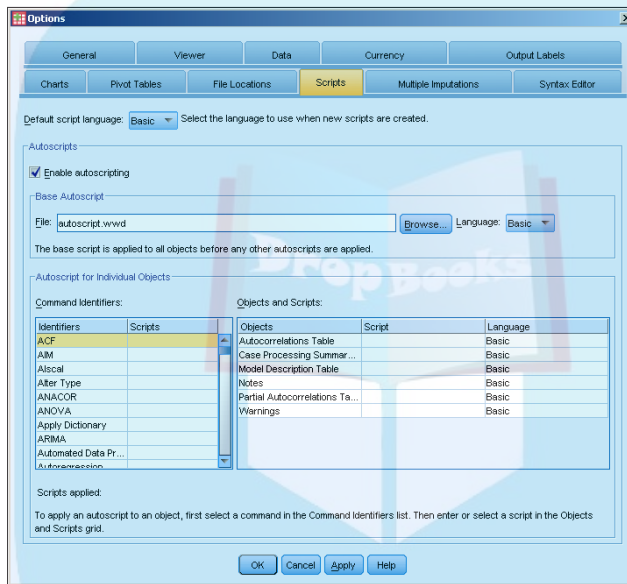 Options
General Viewer Data Currency Output Labels
Charts Pivot Tables File Locations Scripts Multiple Imputations Syntax Editor
Default script language: Basic Select the language to use when new scripts are created.
Autoscripts
Enable autoscripting
Base Autoscript
File: autoscript.wwd Browse... Language: Basic
The base script is applied to all objects before any other autoscripts are applied.
DropBooks
Autoscript for Individual Objects
Command Identifiers: Objects and Scripts:
Identifiers Scripts Objects Script Language
ACF Autocorrelations Table Basic
AIM Case Processing Summar... Basic
Alscal Model Description Table Basic
Alter Type Notes Basic
ANACOR Partial Autocorrelations Ta... Basic
ANOVA Warnings Basic
Apply Dictionary
ARIMA
Automated Data Pr...
Autoregression
Scripts applied:
To apply an autoscript to an object, first select a command in the Command Identifiers list. Then enter or select a script in the Objects
and Scripts grid.
OK Cancel Apply Help